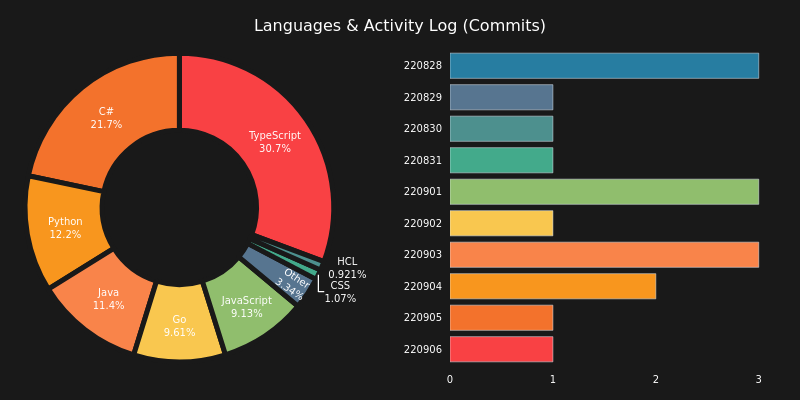 Languages & Activity Log (Commits)
TypeScript
30.7%
C#
21.7%
Python
12.2%
Java
11.4%
Go
9.61%
JavaScript
9.13%
Other
3.34%
CSS
1.07%
HCL
0.921%
220828
220829
220830
220831
220901
220902
220903
220904
220905
220906
0 1 2 3